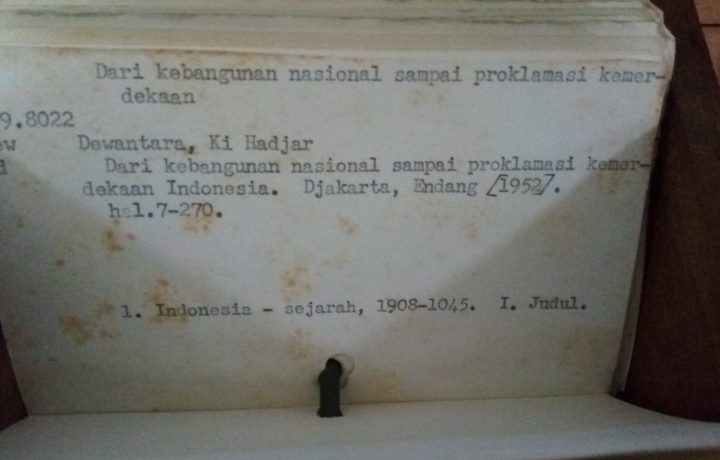 Dari kebangunan nasional sampai proklamasi kemer-
dekaan
9.8022
ew Dewantara, Ki Hadjar
d Dari kebangunan nasional sampai proklamasi kemer-
dekaan Indonesia. Djakarta, Endang /1952/.
hal.7-270.
1. Indonesia - sejarah, 1908-1045. I. Judul.